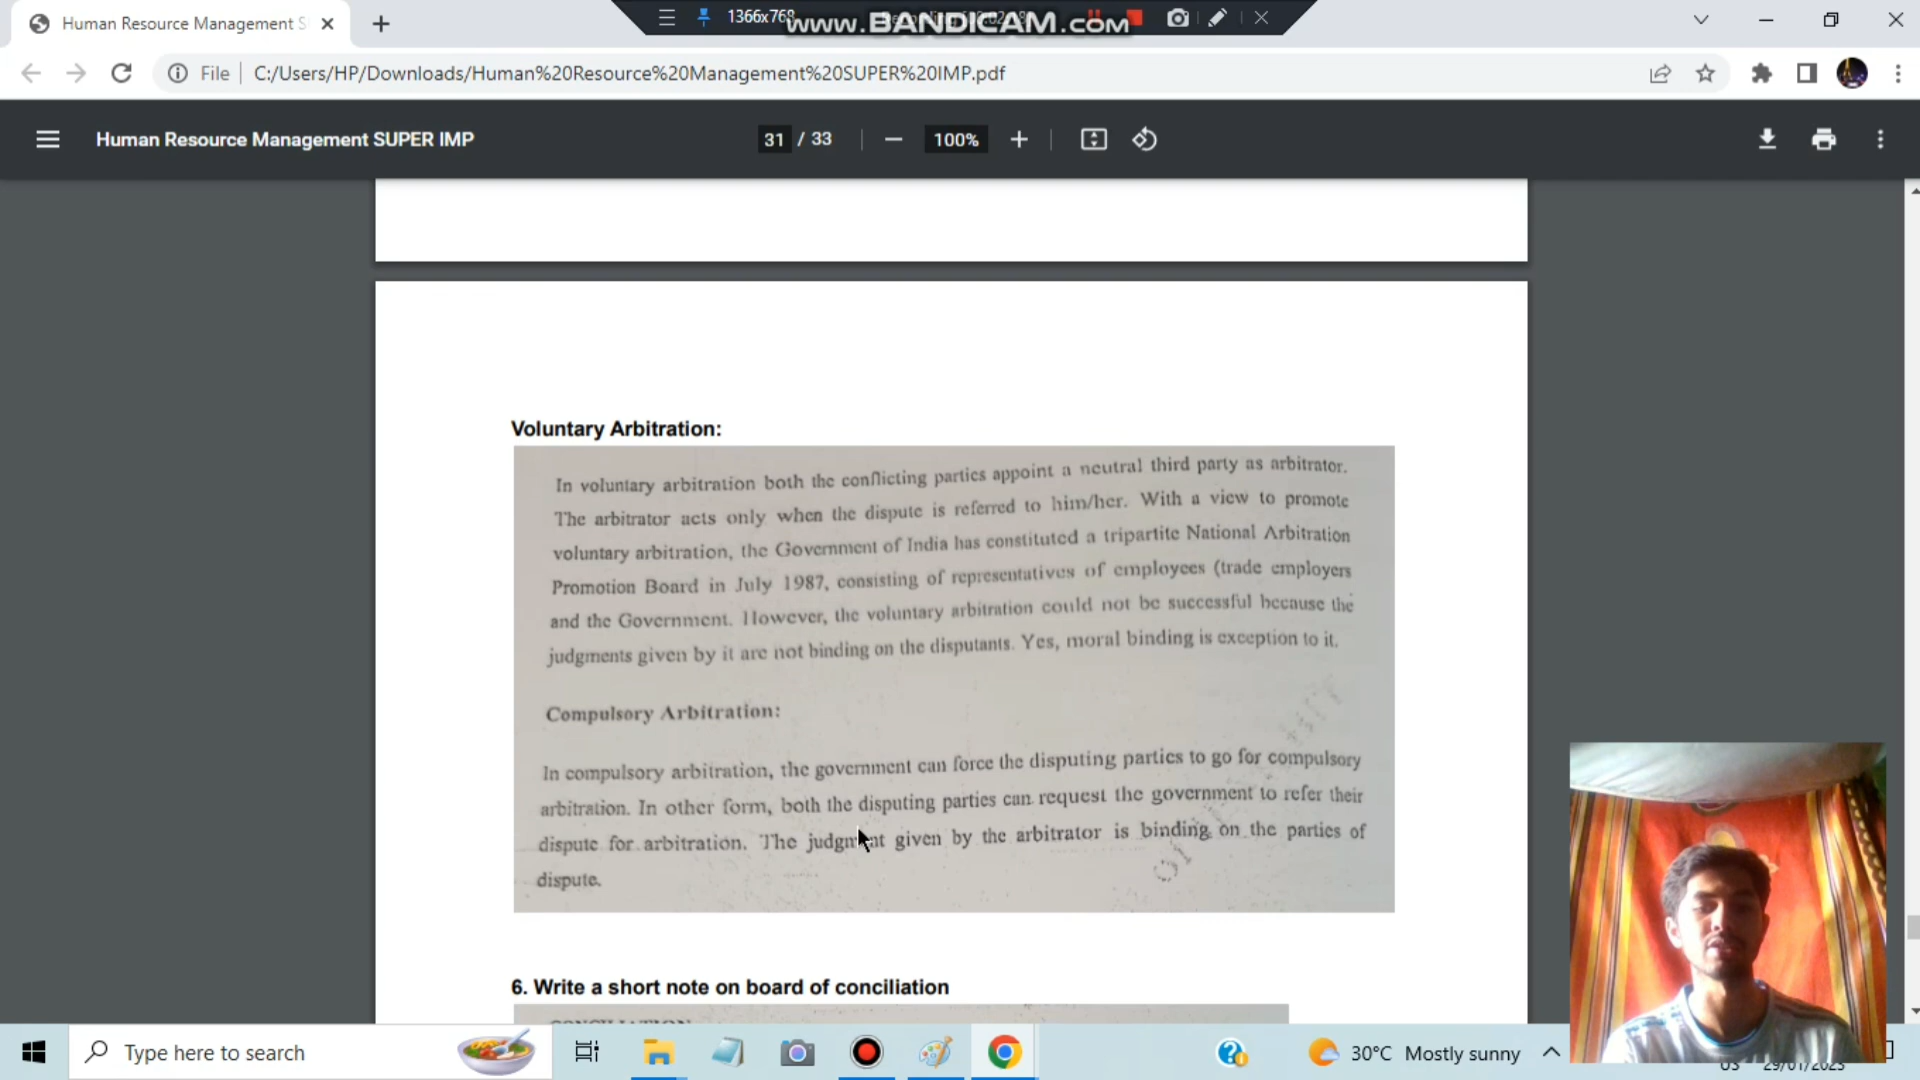 Human Resource Management S
1366x768
www.BANDICAM.com
File
C:/Users/HP/Downloads/Human%20Resource%20Management%20SUPER%20IMP.pdf
Human Resource Management SUPER IMP
31 / 33
100%
Voluntary Arbitration:
In voluntary arbitration both the conflicting parties appoint a neutral third party as arbitrator.
The arbitrator acts only when the dispute is referred to him/her. With a view to promote
voluntary arbitration, the Government of India has constituted a tripartite National Arbitration
Promotion Board in July 1987, consisting of representatives of employees (trade employers
and the Government. However, the voluntary arbitration could not be successful because the
judgments given by it are not binding on the disputants. Yes, moral binding is exception to it.
Compulsory Arbitration:
In compulsory arbitration, the government can force the disputing parties to go for compulsory
arbitration. In other form, both the disputing parties can request the government to refer their
dispute for arbitration. The judgment given by the arbitrator is binding on the parties of
dispute.
6. Write a short note on board of conciliation
Type here to search
30°C Mostly sunny
US
29/01/2023